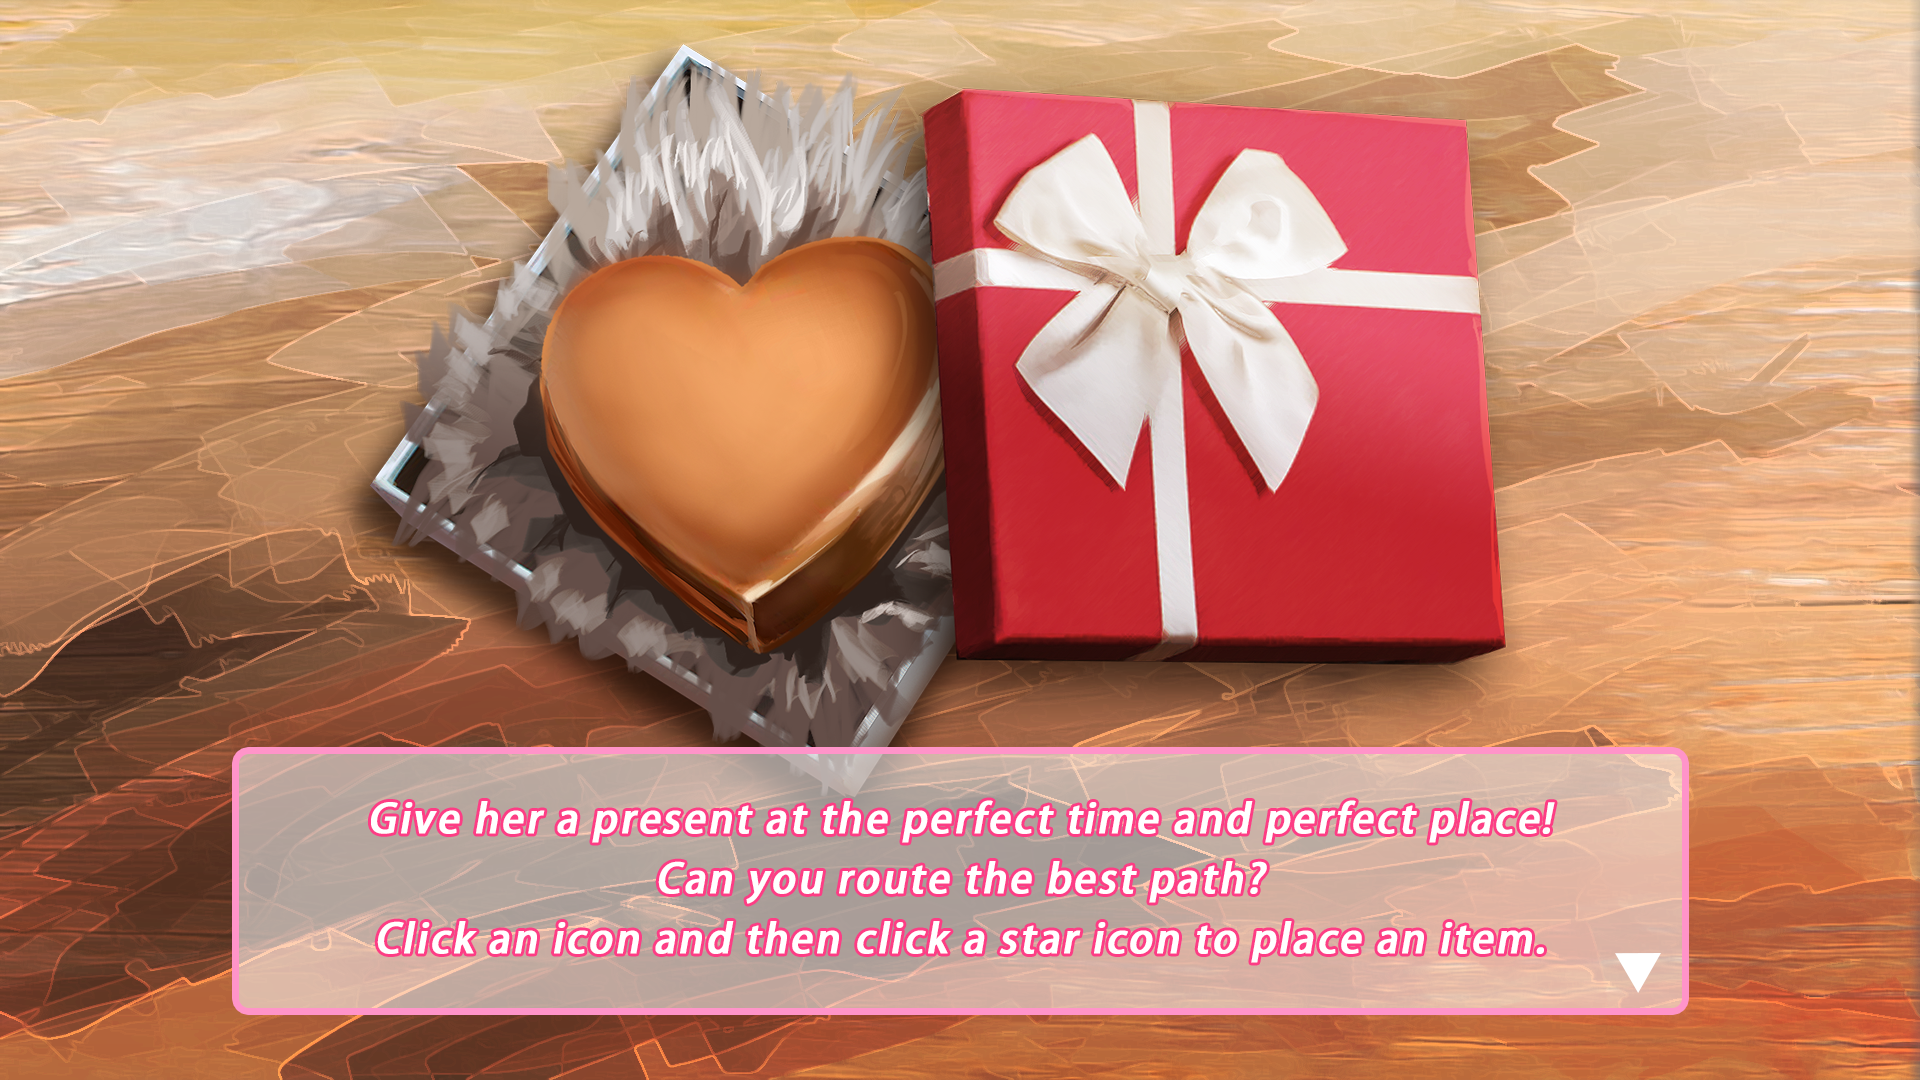 Give her a present at the perfect time and perfect place!
Can you route the best path?
Click an icon and then click a star icon to place an item.